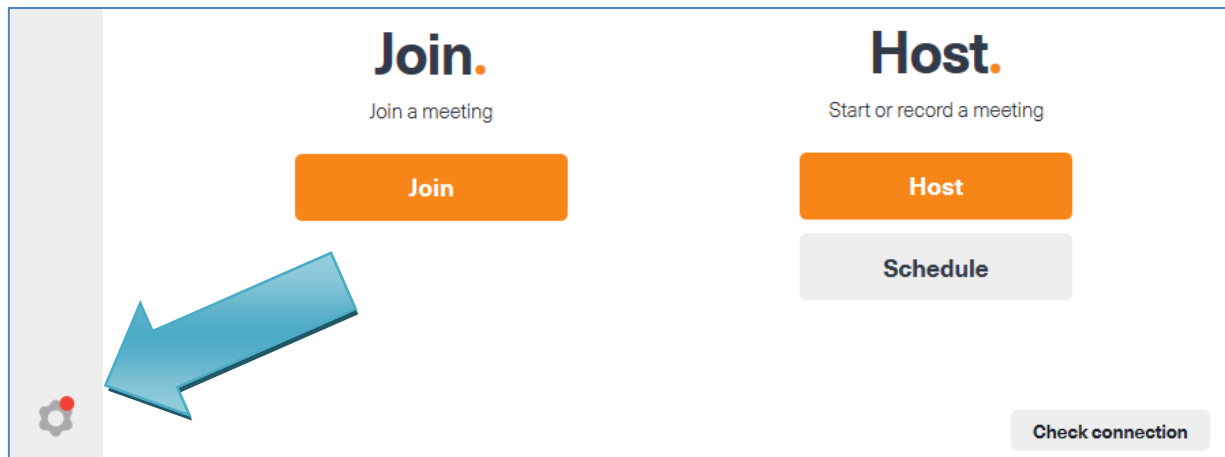 Join.
Join a meeting
Join
Host.
Start or record a meeting
Host
Schedule
Check connection